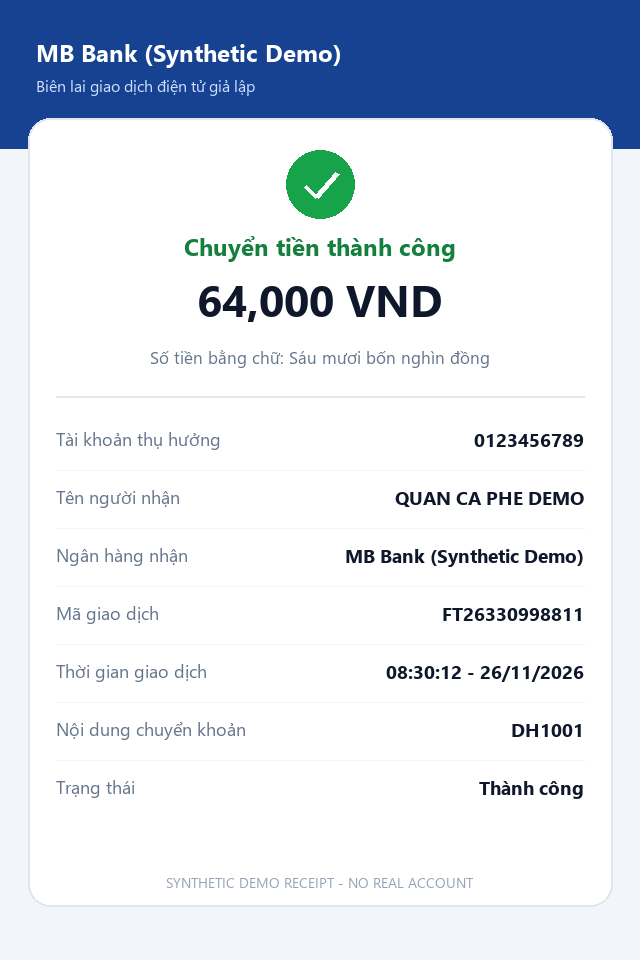 MB Bank (Synthetic Demo)
Biên lai giao dịch điện tử giả lập
Chuyển tiền thành công
64,000 VND
Số tiền bằng chữ: Sáu mươi bốn nghìn đồng
Tài khoản thụ hưởng 0123456789
Tên người nhận QUAN CA PHE DEMO
Ngân hàng nhận MB Bank (Synthetic Demo)
Mã giao dịch FT26330998811
Thời gian giao dịch 08:30:12 - 26/11/2026
Nội dung chuyển khoản DH1001
Trạng thái Thành công
SYNTHETIC DEMO RECEIPT - NO REAL ACCOUNT